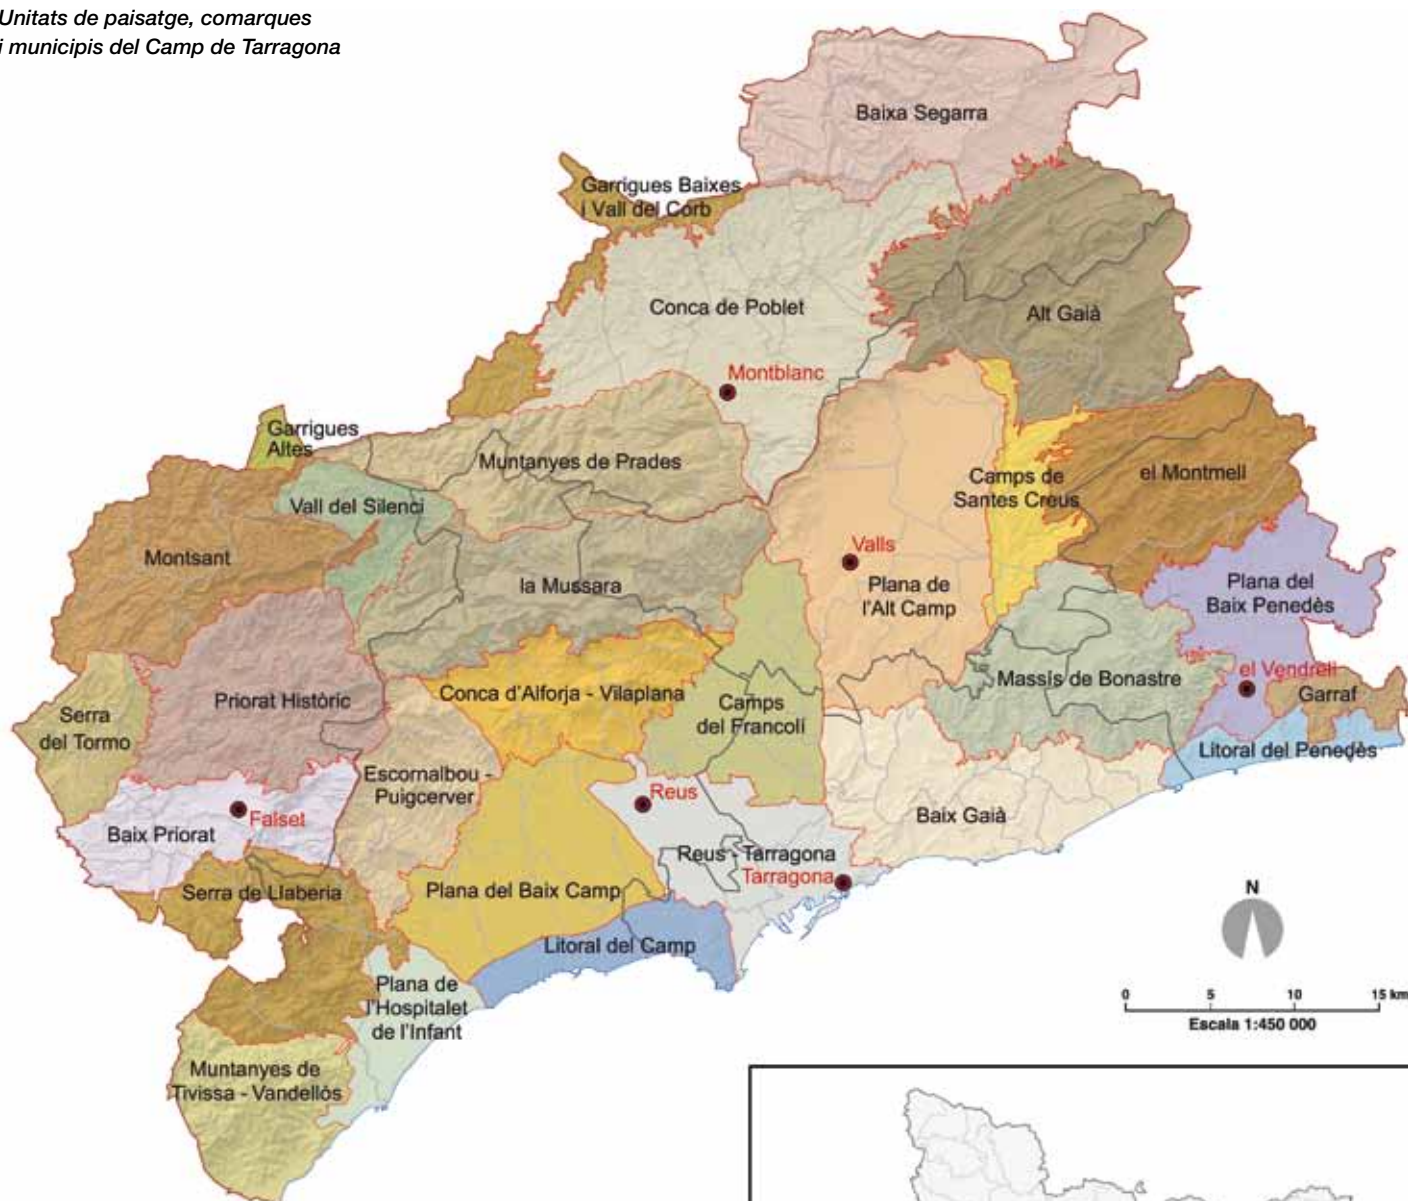 Unitats de paisatge, comarques
i municipis del Camp de Tarragona
Baixa Segarra
Garrigues Baixes
i Vall del Corb
Conca de Poblet
Alt Gaià
Montblanc
Garrigues
Altes
Muntanyes de Prades
Camps de
Santes Creus
el Montmell
Vall del Silenci
Montsant
la Mussara
Valls
Plana de
l'Alt Camp
Plana del
Baix Penedès
Priorat Històric
Conca d'Alforja - Vilaplana
Camps
del Francolí
Massís de Bonastre
el Vendrell
Garraf
Serra
del Tormo
Litoral del Penedès
Escornalbou -
Puigcerver
Reus
Baix Priorat
Falset
Baix Gaià
Reus - Tarragona
Tarragona
Serra de Llaberia
Plana del Baix Camp
Litoral del Camp
Plana de
l'Hospitalet
de l'Infant
Muntanyes de
Tivissa - Vandellòs
N
0 5 10 15 km
Escala 1:450 000